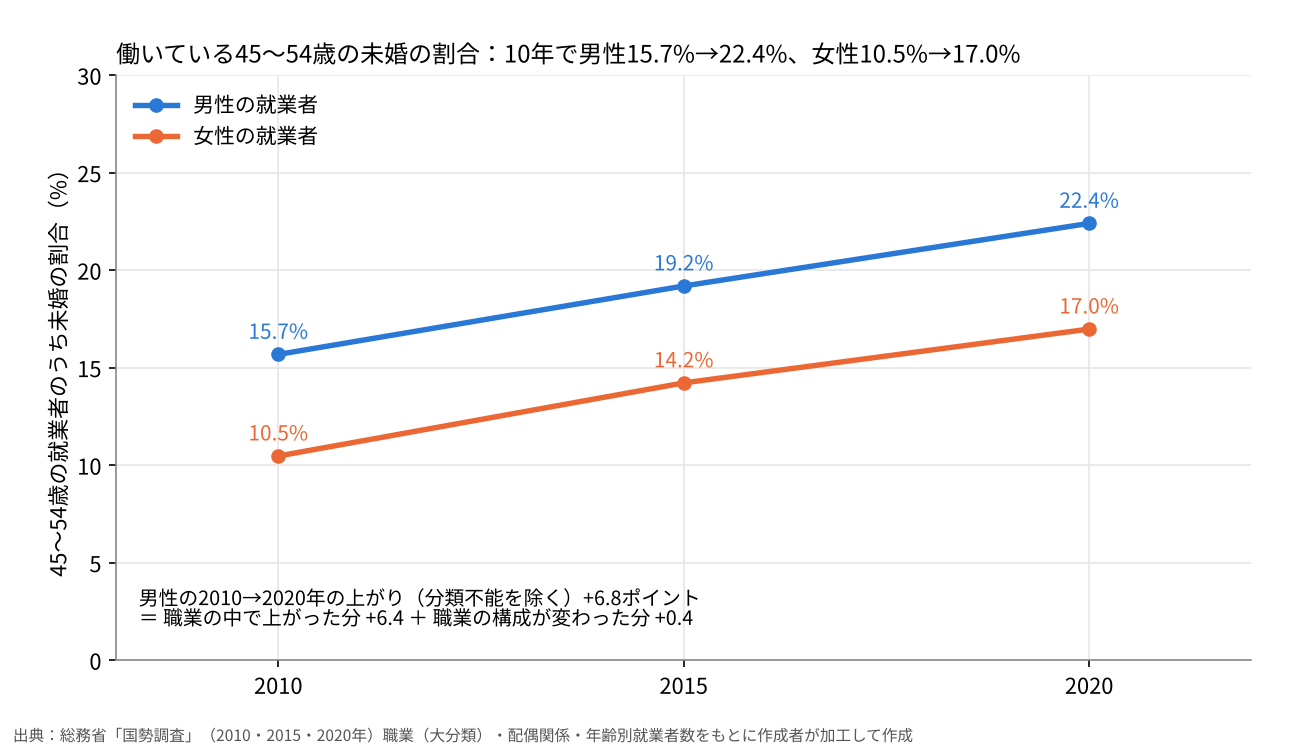 働いている45〜54歳の未婚の割合：10年で男性15.7%→22.4%、女性10.5%→17.0%
男性の就業者
女性の就業者
45〜54歳の就業者のうち未婚の割合（%）
30
25
20
15
10
5
0
15.7%
19.2%
22.4%
10.5%
14.2%
17.0%
男性の2010→2020年の上がり（分類不能を除く）+6.8ポイント
＝ 職業の中で上がった分 +6.4 ＋ 職業の構成が変わった分 +0.4
2010
2015
2020
出典：総務省「国勢調査」（2010・2015・2020年）職業（大分類）・配偶関係・年齢別就業者数をもとに作成者が加工して作成